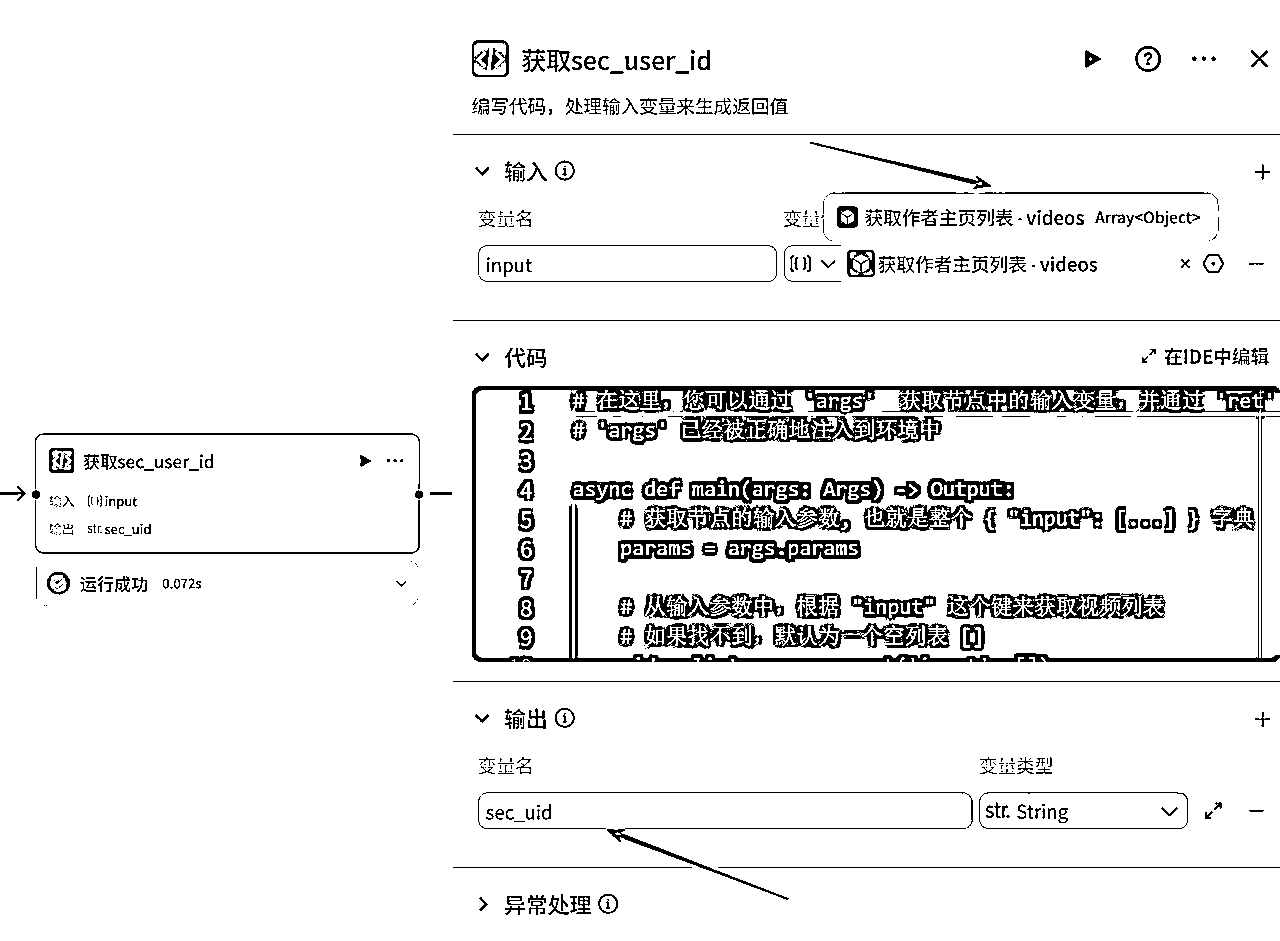 获取sec_user_id
编写代码，处理输入变量来生成返回值
输入
变量名
变量
获取作者主页列表 - videos Array<Object>
input
获取作者主页列表 - videos
代码
在IDE中编辑
1 # 在这里，您可以通过 'args' 获取节点中的输入变量，并通过 'ret'
2 # 'args' 已经被正确地注入到环境中
3
4 async def main(args: Args) -> Output:
5 # 获取节点的输入参数，也就是整个 { "input": [...] } 字典
6 params = args.params
7
8 # 从输入参数中，根据 "input" 这个键来获取视频列表
9 # 如果找不到，默认为一个空列表 []
获取sec_user_id
输入 [()] input
输出 str. sec_uid
运行成功 0.072s
输出
变量名 变量类型
sec_uid str. String
异常处理